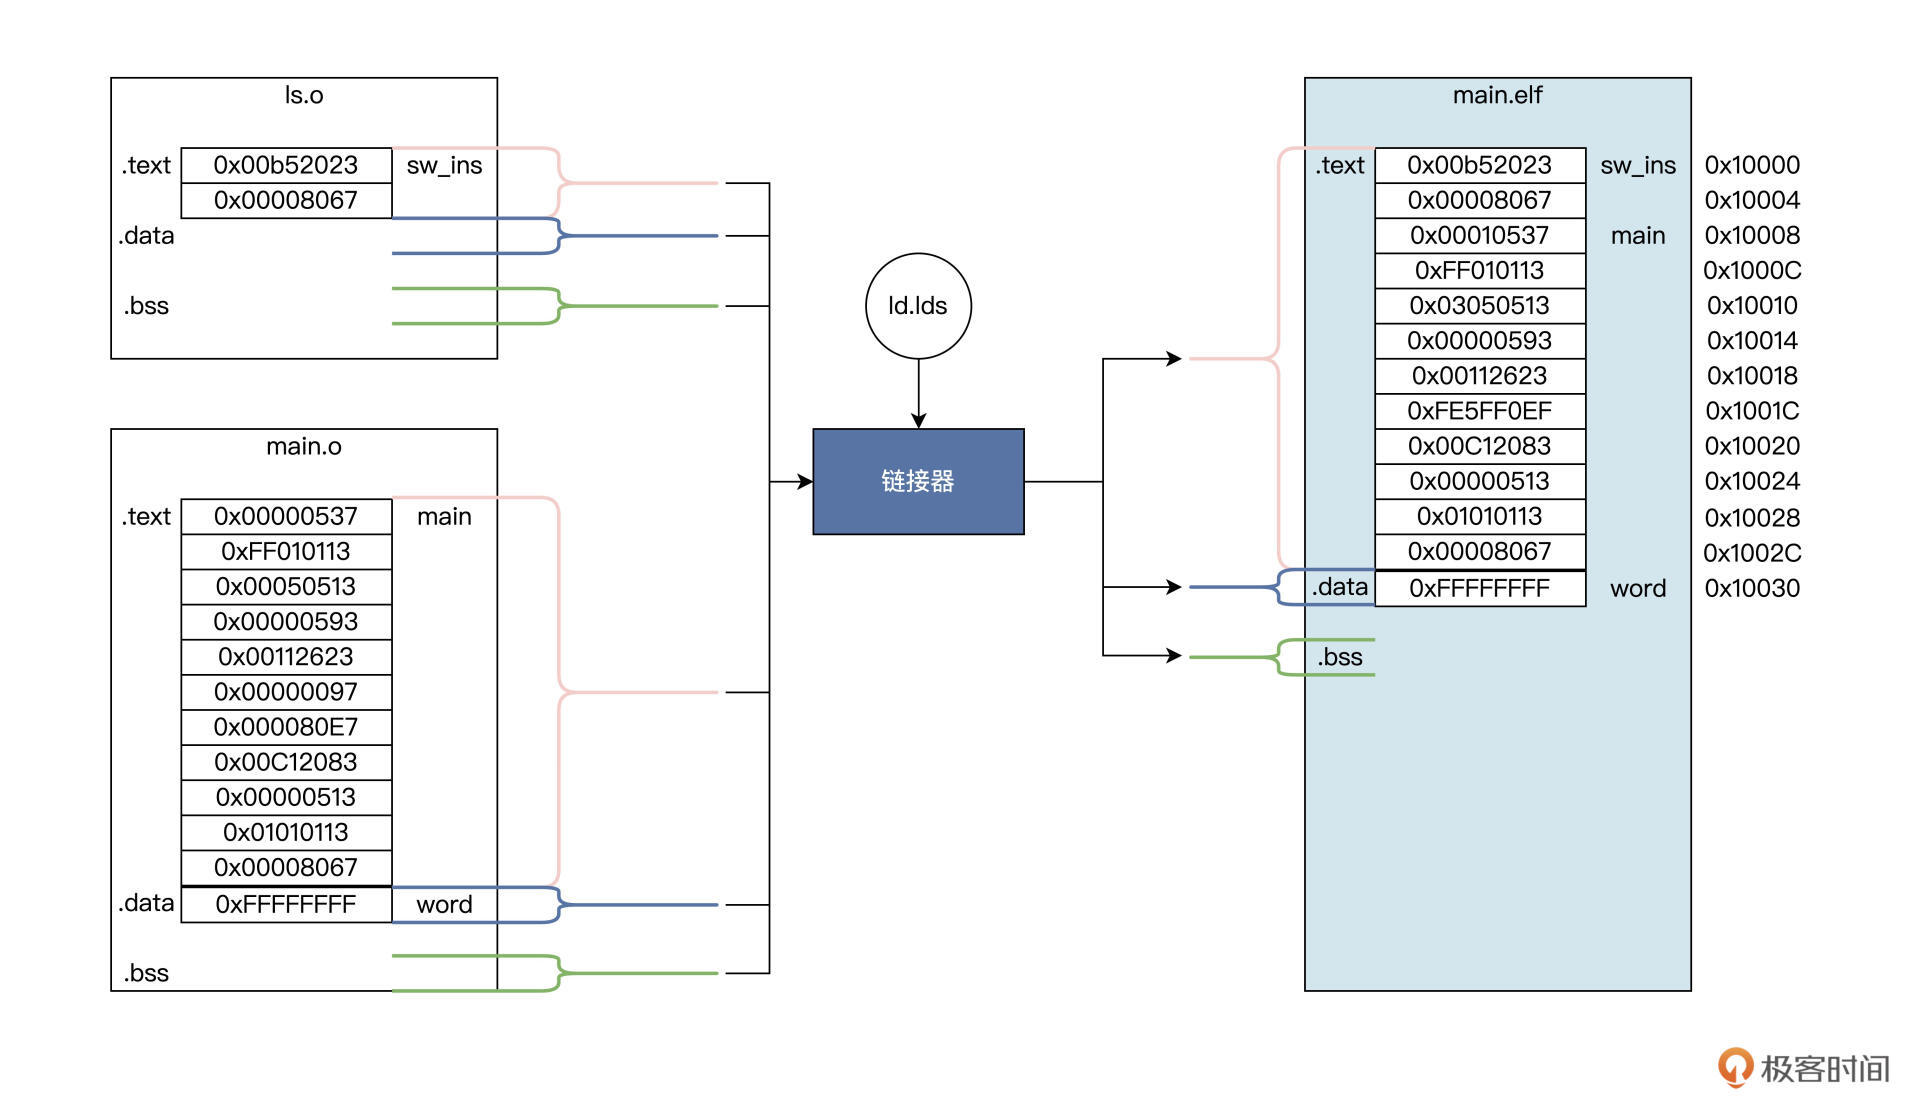 ls.o
.text 0x00b52023 sw_ins
0x00008067
.data
.bss
main.o
.text 0x00000537 main
0xFF010113
0x00050513
0x00000593
0x00112623
0x00000097
0x000080E7
0x00C12083
0x00000513
0x01010113
0x00008067
.data 0xFFFFFFFF word
.bss
ld.lds
链接器
main.elf
.text 0x00b52023 sw_ins 0x10000
0x00008067 0x10004
0x00010537 main 0x10008
0xFF010113 0x1000C
0x03050513 0x10010
0x00000593 0x10014
0x00112623 0x10018
0xFE5FF0EF 0x1001C
0x00C12083 0x10020
0x00000513 0x10024
0x01010113 0x10028
0x00008067 0x1002C
.data 0xFFFFFFFF word 0x10030
.bss
极客时间